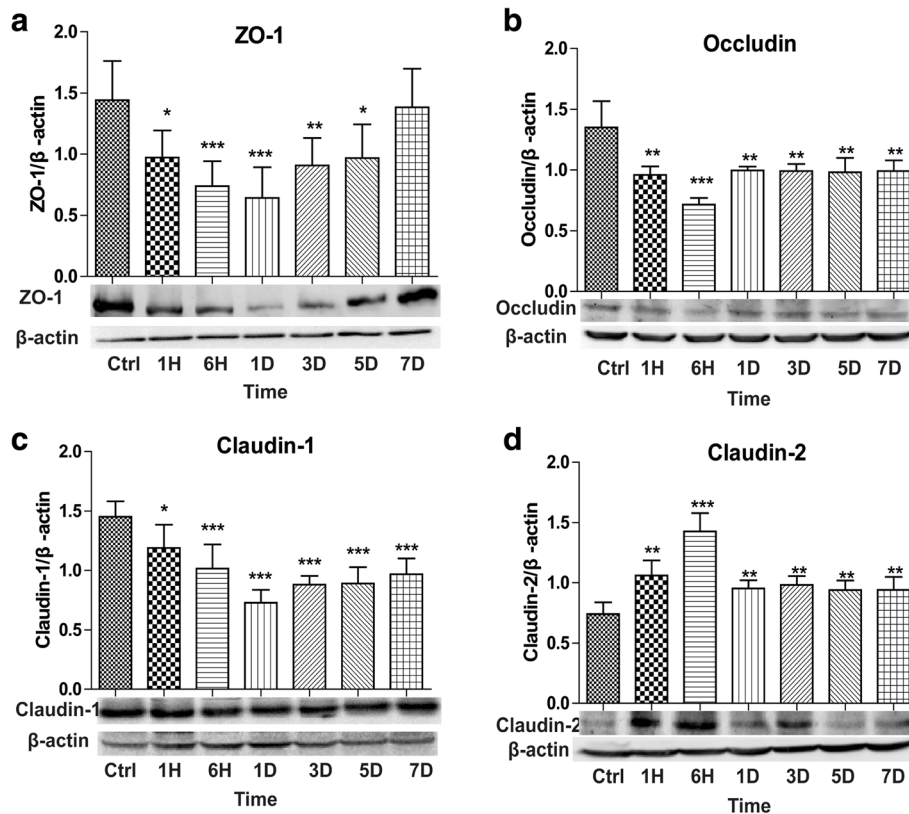 a
ZO-1
ZO-1/β -actin
2.0
1.5
1.0
0.5
0.0
* *** *** ** *
ZO-1
β-actin
Ctrl 1H 6H 1D 3D 5D 7D
Time
b
Occludin
Occludin/β -actin
2.0
1.5
1.0
0.5
0.0
** *** ** ** ** **
Occludin
β-actin
Ctrl 1H 6H 1D 3D 5D 7D
Time
c
Claudin-1
Claudin-1/β -actin
2.0
1.5
1.0
0.5
0.0
* *** *** *** *** ***
Claudin-1
β-actin
Ctrl 1H 6H 1D 3D 5D 7D
Time
d
Claudin-2
Claudin-2/β -actin
2.0
1.5
1.0
0.5
0.0
** *** ** ** ** **
Claudin-2
β-actin
Ctrl 1H 6H 1D 3D 5D 7D
Time